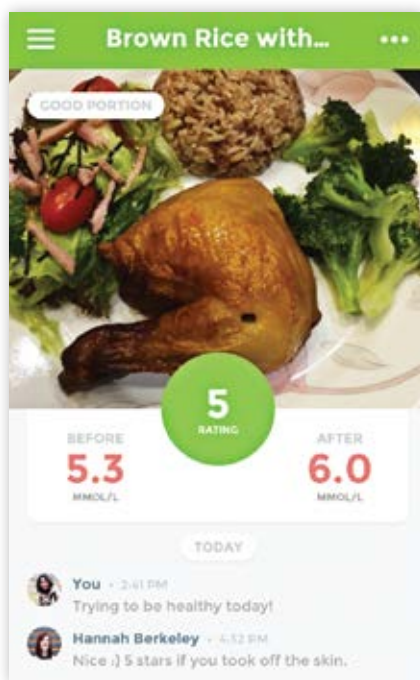 Brown Rice with...
GOOD PORTION
5
RATING
BEFORE
5.3
MMOL/L
AFTER
6.0
MMOL/L
TODAY
You • 2:41 PM
Trying to be healthy today!
Hannah Berkeley • 4:32 PM
Nice :) 5 stars if you took off the skin.